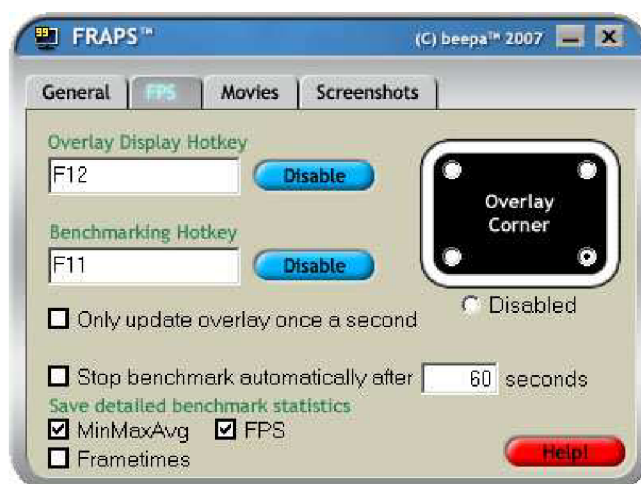 99
FRAPS™
(C) beepa™ 2007
General FPS Movies Screenshots
Overlay Display Hotkey
F12
Disable
Overlay
Corner
Benchmarking Hotkey
F11
Disable
Disabled
Only update overlay once a second
Stop benchmark automatically after 60 seconds
Save detailed benchmark statistics
MinMaxAvg FPS
Frametimes
Help!